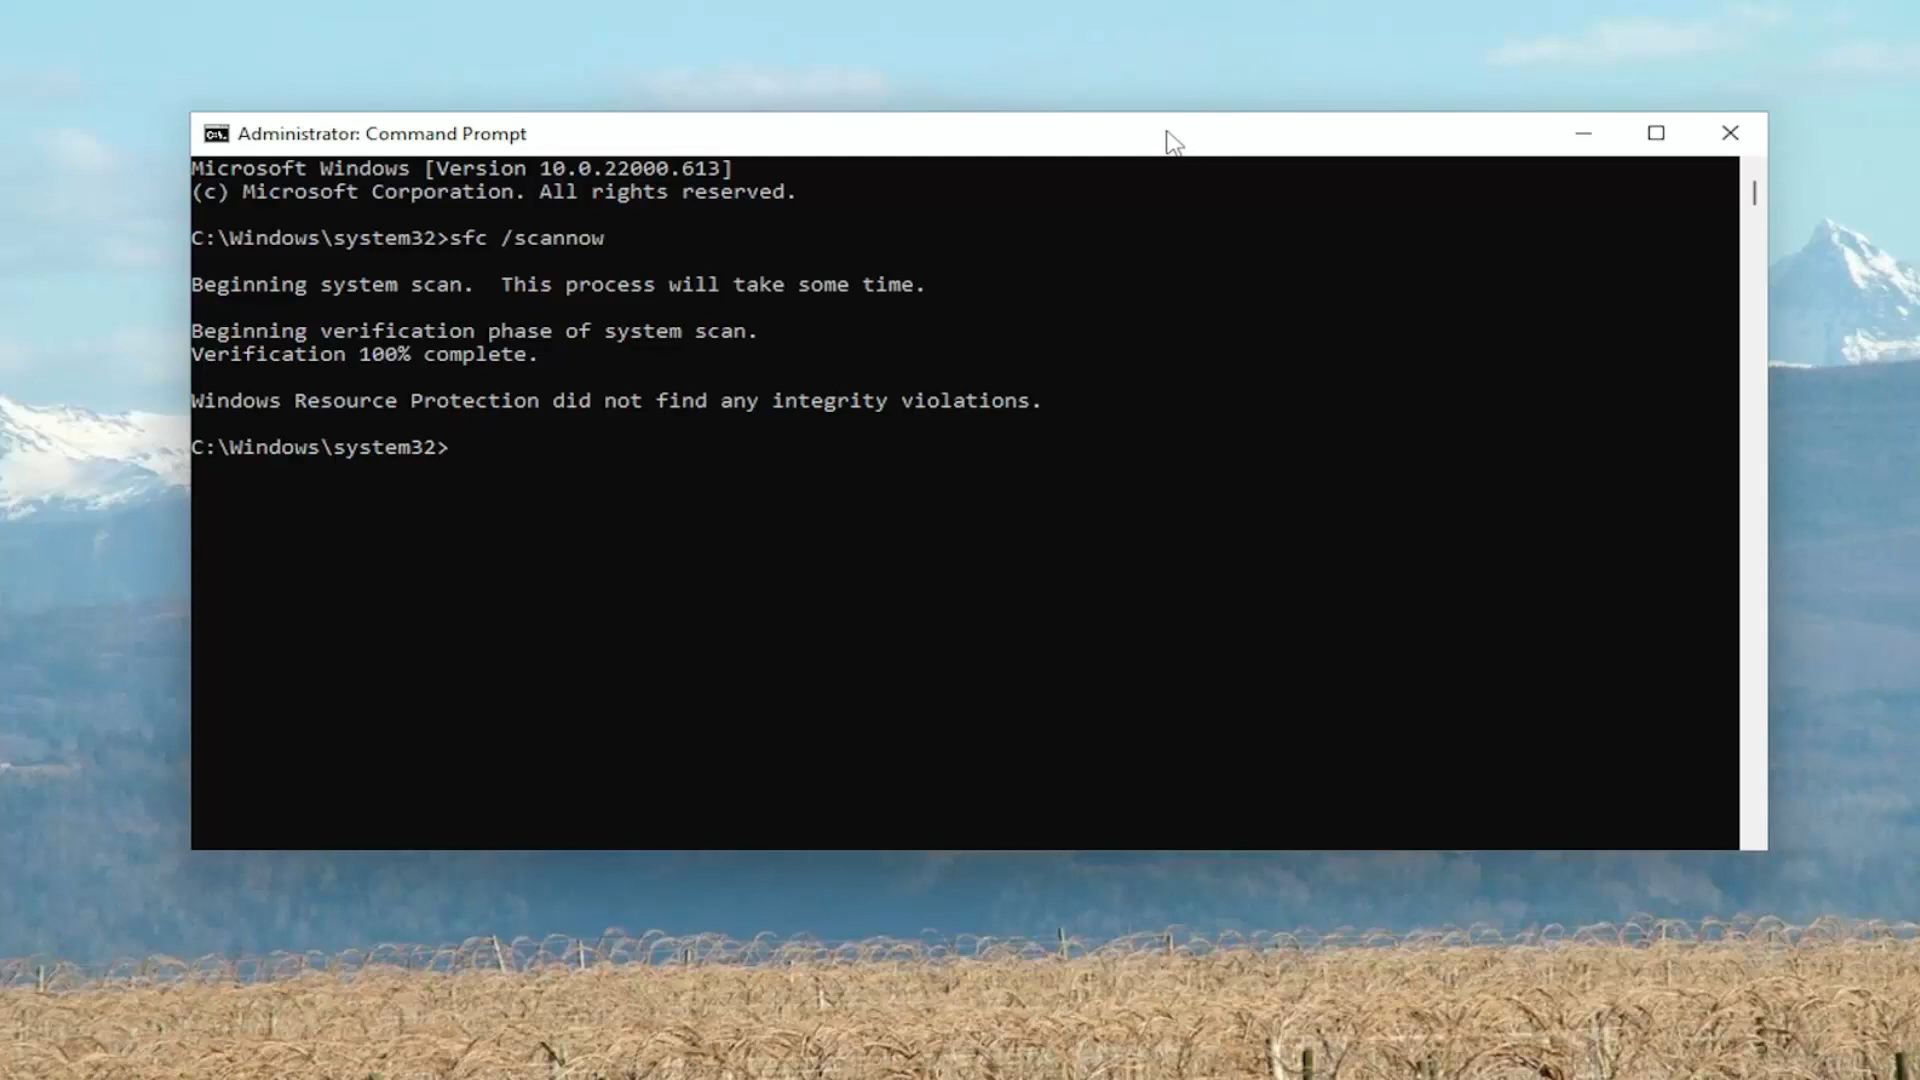 Administrator: Command Prompt
Microsoft Windows [Version 10.0.22000.613]
(c) Microsoft Corporation. All rights reserved.
C:\Windows\system32>sfc /scannow
Beginning system scan.  This process will take some time.
Beginning verification phase of system scan.
Verification 100% complete.
Windows Resource Protection did not find any integrity violations.
C:\Windows\system32>